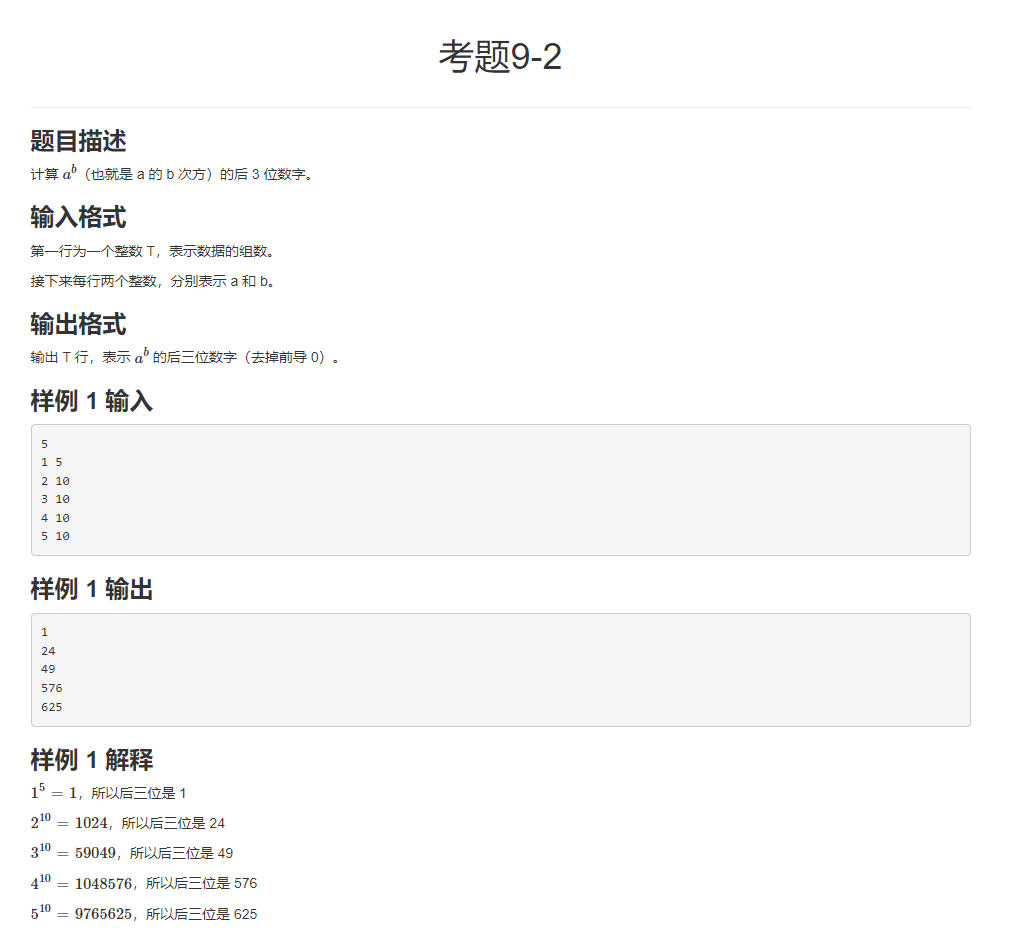 考题9-2
题目描述
计算 a^b（也就是 a 的 b 次方）的后 3 位数字。
输入格式
第一行为一个整数 T，表示数据的组数。
接下来每行两个整数，分别表示 a 和 b。
输出格式
输出 T 行，表示 a^b 的后三位数字（去掉前导 0）。
样例 1 输入
5
1 5
2 10
3 10
4 10
5 10
样例 1 输出
1
24
49
576
625
样例 1 解释
1^5 = 1，所以后三位是 1
2^10 = 1024，所以后三位是 24
3^10 = 59049，所以后三位是 49
4^10 = 1048576，所以后三位是 576
5^10 = 9765625，所以后三位是 625